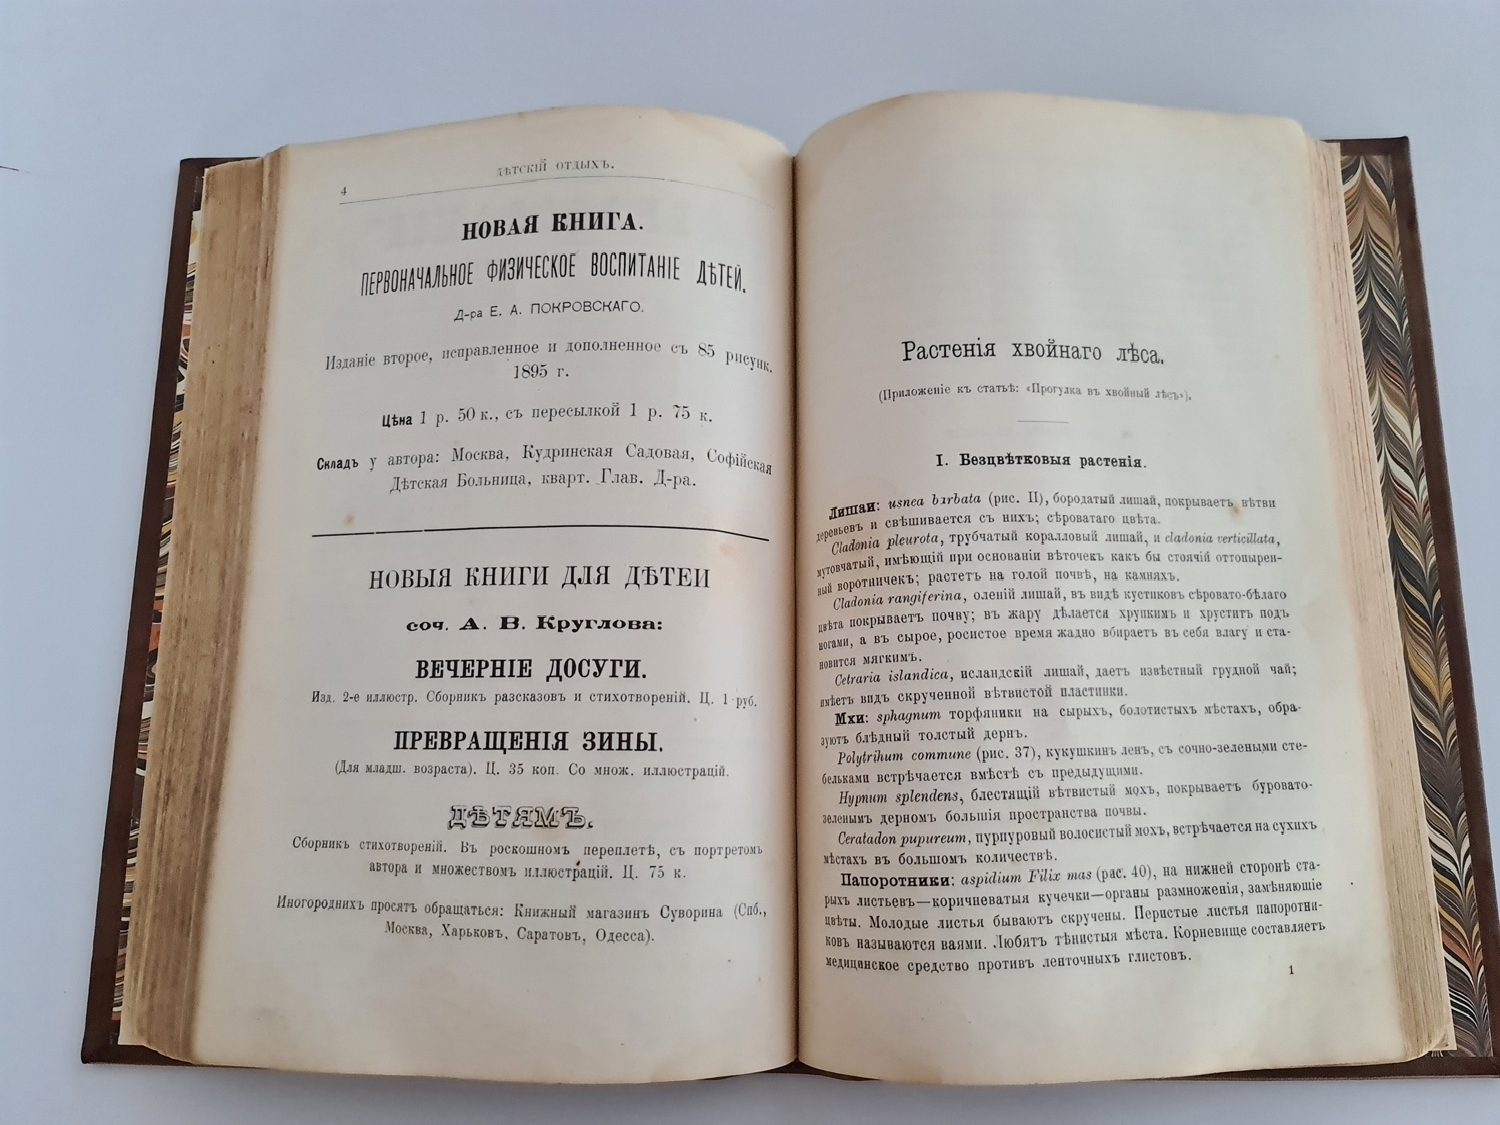 4
ДѢТСКІЙ ОТДЫХЪ.
НОВАЯ КНИГА.
ПЕРВОНАЧАЛЬНОЕ ФИЗИЧЕСКОЕ ВОСПИТАНІЕ ДѢТЕЙ.
Д-ра Е. А. ПОКРОВСКАГО.
Изданіе второе, исправленное и дополненное съ 85 рисунк.
1895 г.
Цѣна 1 р. 50 к., съ пересылкой 1 р. 75 к.
Складъ у автора: Москва, Кудринская Садовая, Софійская
Дѣтская Больница, кварт. Глав. Д-ра.
НОВЫЯ КНИГИ ДЛЯ ДѢТЕЙ
соч. А. В. Круглова:
ВЕЧЕРНІЕ ДОСУГИ.
Изд. 2-е иллюстр. Сборникъ разсказовъ и стихотвореній. Ц. 1 руб.
ПРЕВРАЩЕНІЯ ЗИМЫ.
(Для младш. возраста). Ц. 35 коп. Со множ. иллюстрацій.
ДѢТЯМЪ.
Сборникъ стихотвореній. Въ роскошномъ переплетѣ, съ портретомъ
автора и множествомъ иллюстрацій. Ц. 75 к.
Иногороднихъ просятъ обращаться: Книжный магазинъ Суворина (Спб.,
Москва, Харьковъ, Саратовъ, Одесса).
Растенія хвойнаго лѣса.
(Приложеніе къ статьѣ: «Прогулка въ хвойный лѣсъ»).
I. Безцвѣтковыя растенія.
Лишаи: usnea barbata (рис. II), бородатый лишай, покрываетъ вѣтви
деревьевъ и свѣшивается съ нихъ; сѣроватаго цвѣта.
Cladonia pleurota, трубчатый коралловый лишай, и cladonia verticillata,
мутовчатый, имѣющій при основаніи вѣточекъ какъ бы стоячій оттопырен-
ный воротничекъ; растетъ на голой почвѣ, на камняхъ.
Cladonia rangiferina, оленій лишай, въ видѣ кустиковъ сѣровато-бѣлаго
цвѣта покрываетъ почву; въ жару дѣлается хрупкимъ и хруститъ подъ
ногами, а въ сырое, росистое время жадно вбираетъ въ себя влагу и ста-
новится мягкимъ.
Cetraria islandica, исландскій лишай, даетъ извѣстный грудной чай;
имѣетъ видъ скрученной вѣтвистой пластинки.
Мхи: sphagnum торфяники на сырыхъ, болотистыхъ мѣстахъ, обра-
зуютъ блѣдный толстый дернъ.
Polytrihum commune (рис. 37), кукушкинъ ленъ, съ сочно-зелеными сте-
бельками встрѣчается вмѣстѣ съ предыдущими.
Hypnum splendens, блестящій вѣтвистый мохъ, покрываетъ буровато-
зеленымъ дерномъ большія пространства почвы.
Ceratadon pupureum, пурпуровый волосистый мохъ, встрѣчается на сухихъ
мѣстахъ въ большомъ количествѣ.
Папоротники: aspidium Filix mas (рис. 40), на нижней сторонѣ ста-
рыхъ листьевъ—коричневатыя кучечки—органы размноженія, замѣняющіе
цвѣты. Молодые листья бываютъ скручены. Перистые листья папоротни-
ковъ называются ваями. Любятъ тѣнистыя мѣста. Корневище составляетъ
медицинское средство противъ ленточныхъ глистовъ.
1